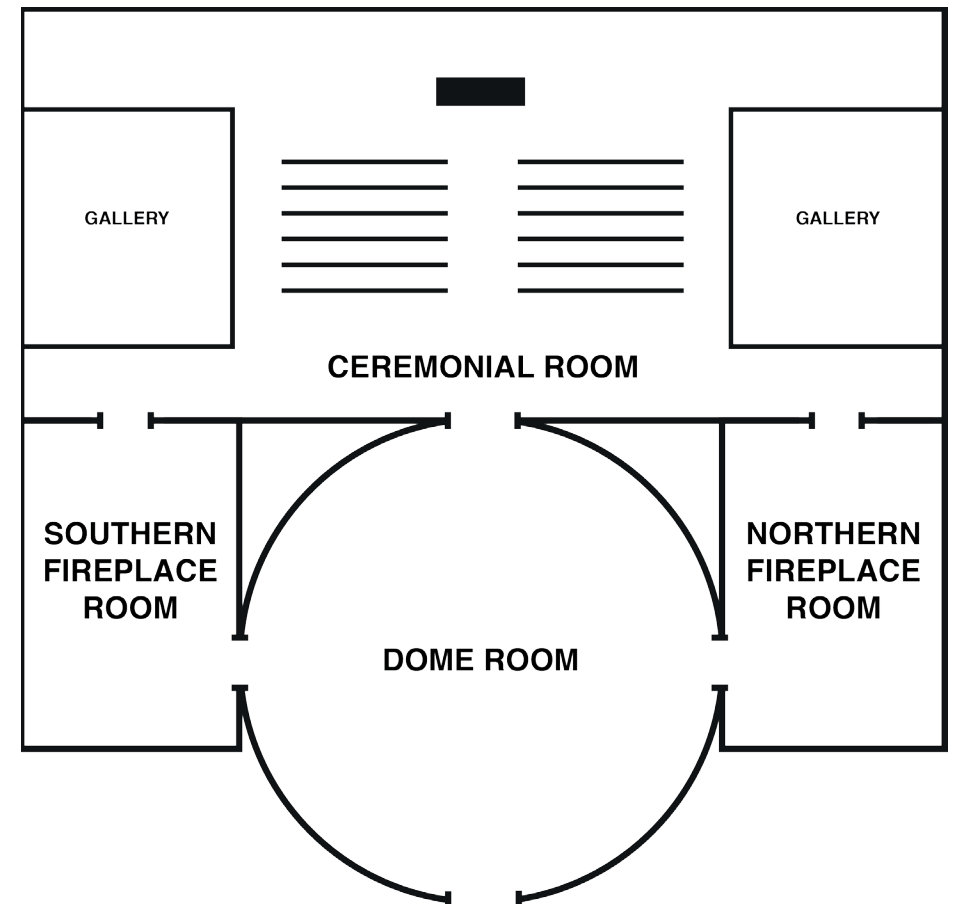 GALLERY
GALLERY
CEREMONIAL ROOM
SOUTHERN
FIREPLACE
ROOM
NORTHERN
FIREPLACE
ROOM
DOME ROOM